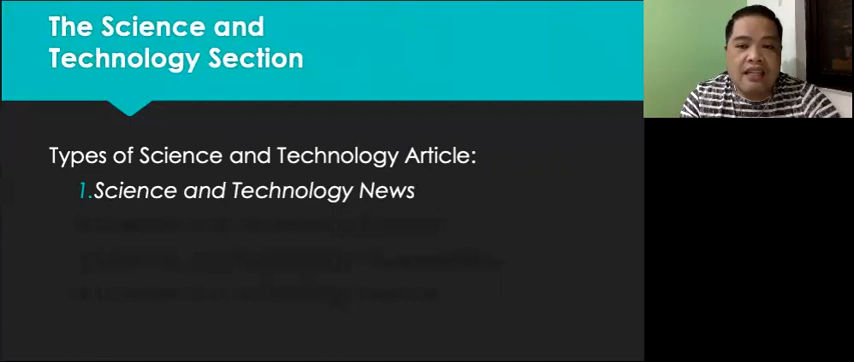 The Science and
Technology Section
Types of Science and Technology Article:
1.Science and Technology News